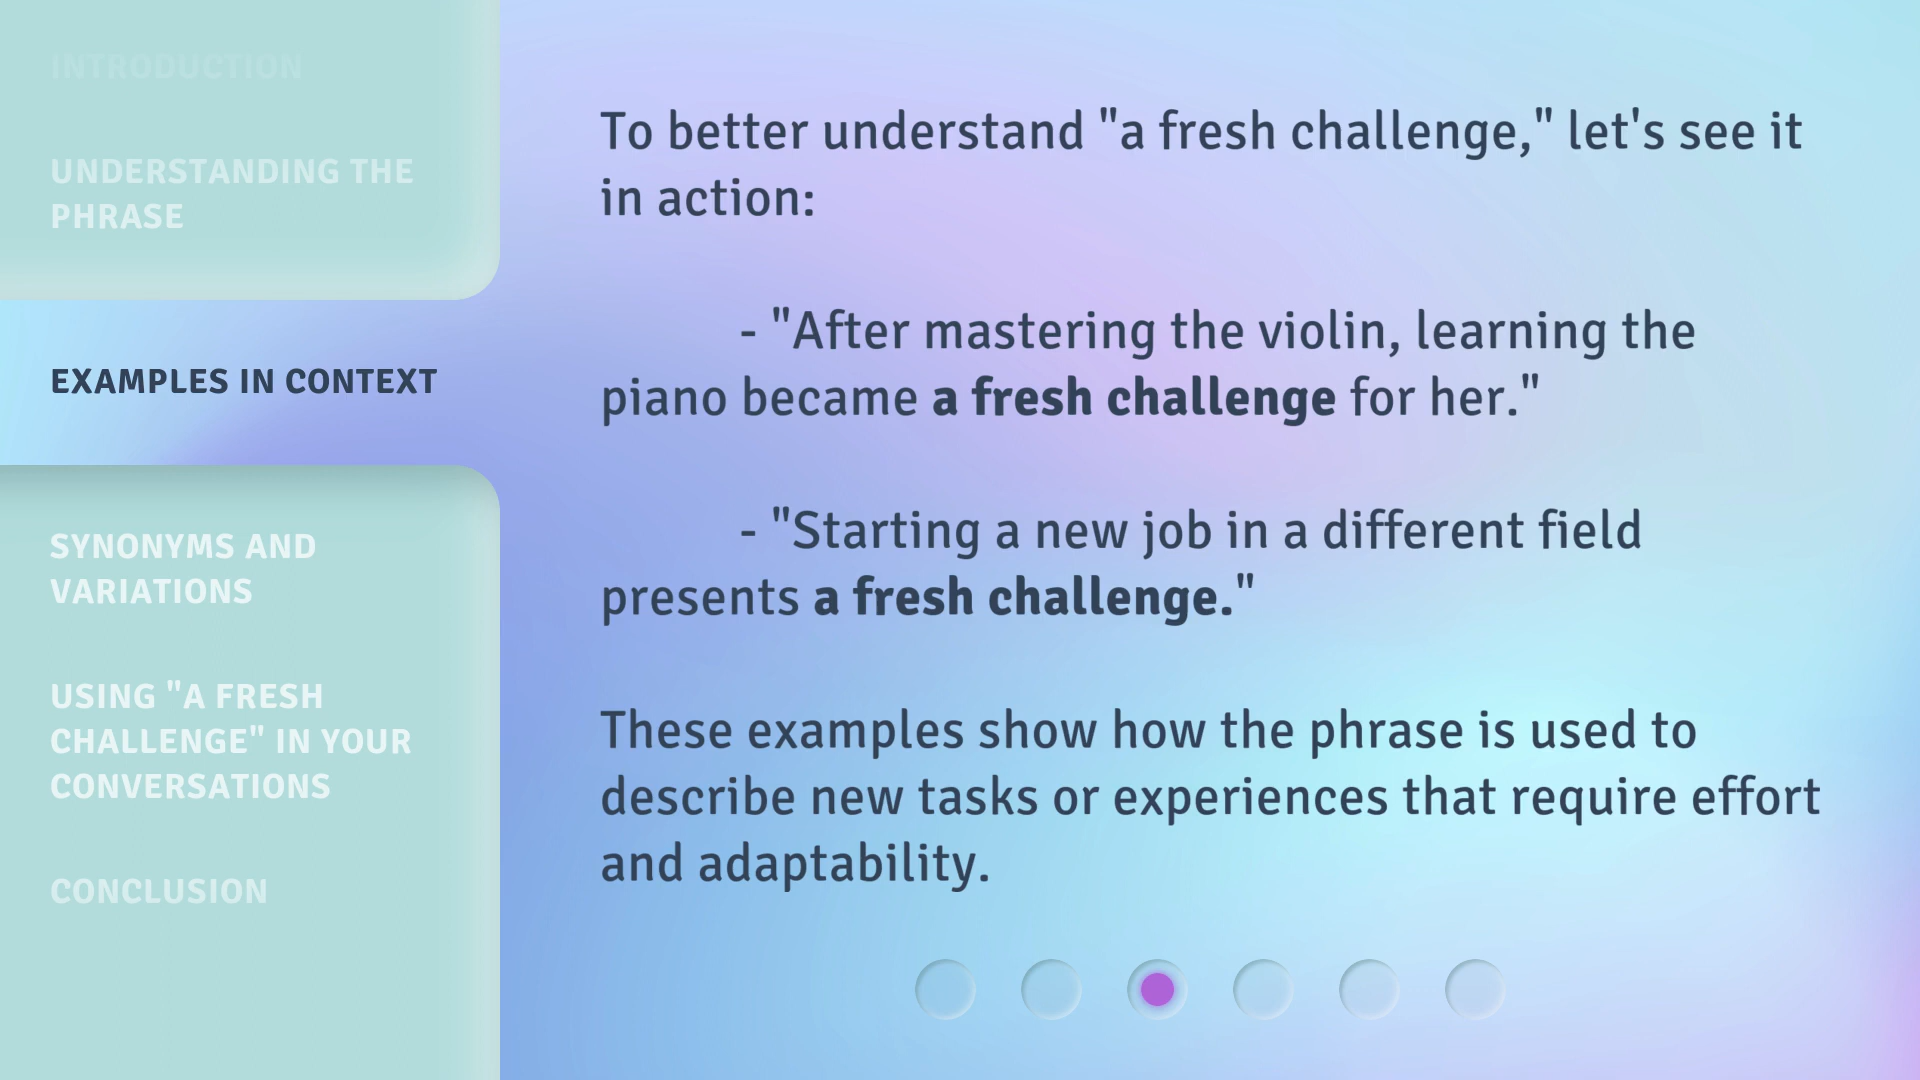 INTRODUCTION
UNDERSTANDING THE
PHRASE
EXAMPLES IN CONTEXT
SYNONYMS AND
VARIATIONS
USING "A FRESH
CHALLENGE" IN YOUR
CONVERSATIONS
CONCLUSION
To better understand "a fresh challenge," let's see it
in action:
- "After mastering the violin, learning the
piano became a fresh challenge for her."
- "Starting a new job in a different field
presents a fresh challenge."
These examples show how the phrase is used to
describe new tasks or experiences that require effort
and adaptability.